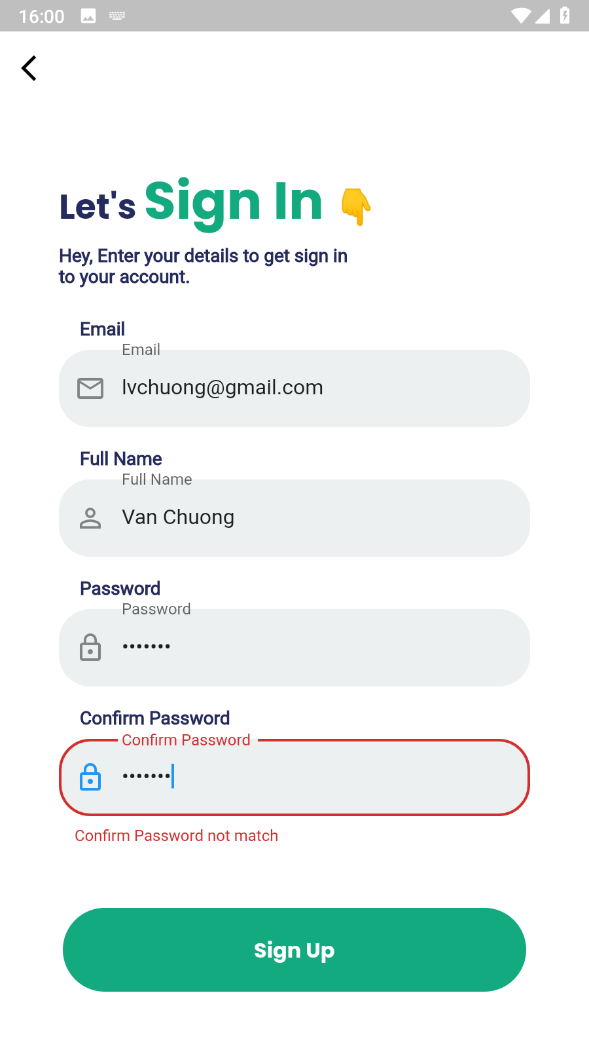 16:00
Let's Sign In 👇
Hey, Enter your details to get sign in
to your account.
Email
Email
lvchuong@gmail.com
Full Name
Full Name
Van Chuong
Password
Password
•••••••
Confirm Password
Confirm Password
•••••••
Confirm Password not match
Sign Up